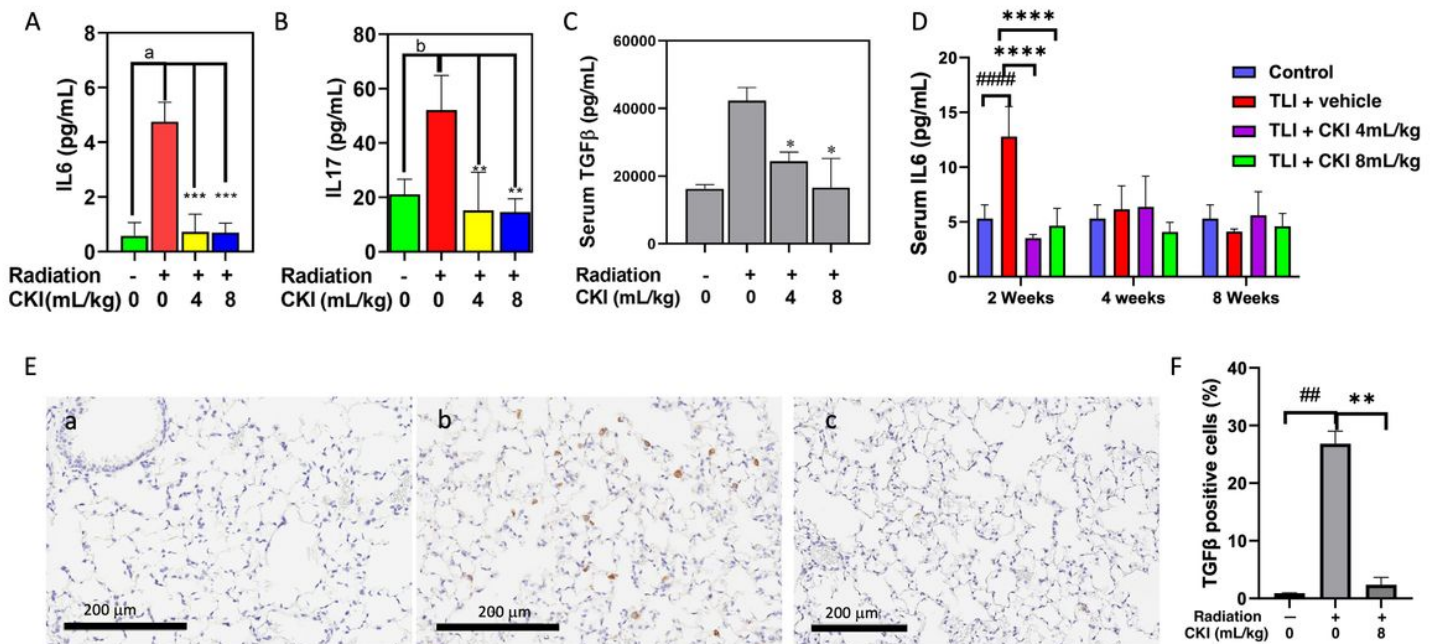 A
a
IL6 (pg/mL)
8
6
4
2
0
*** ***
Radiation - + + +
CKI(mL/kg) 0 0 4 8
B
b
IL17 (pg/mL)
80
60
40
20
0
**
**
Radiation - + + +
CKI (mL/kg) 0 0 4 8
C
Serum TGFβ (pg/mL)
60000
40000
20000
0
* *
Radiation - + + +
CKI (mL/kg) 0 0 4 8
D
****
****
####
Serum IL6 (pg/mL)
20
15
10
5
0
2 Weeks 4 weeks 8 Weeks
Control
TLI + vehicle
TLI + CKI 4mL/kg
TLI + CKI 8mL/kg
E
a
200 μm
b
200 μm
c
200 μm
F
TGFβ positive cells (%)
40
30
20
10
0
## **
Radiation — + +
CKI (mL/kg) 0 0 8